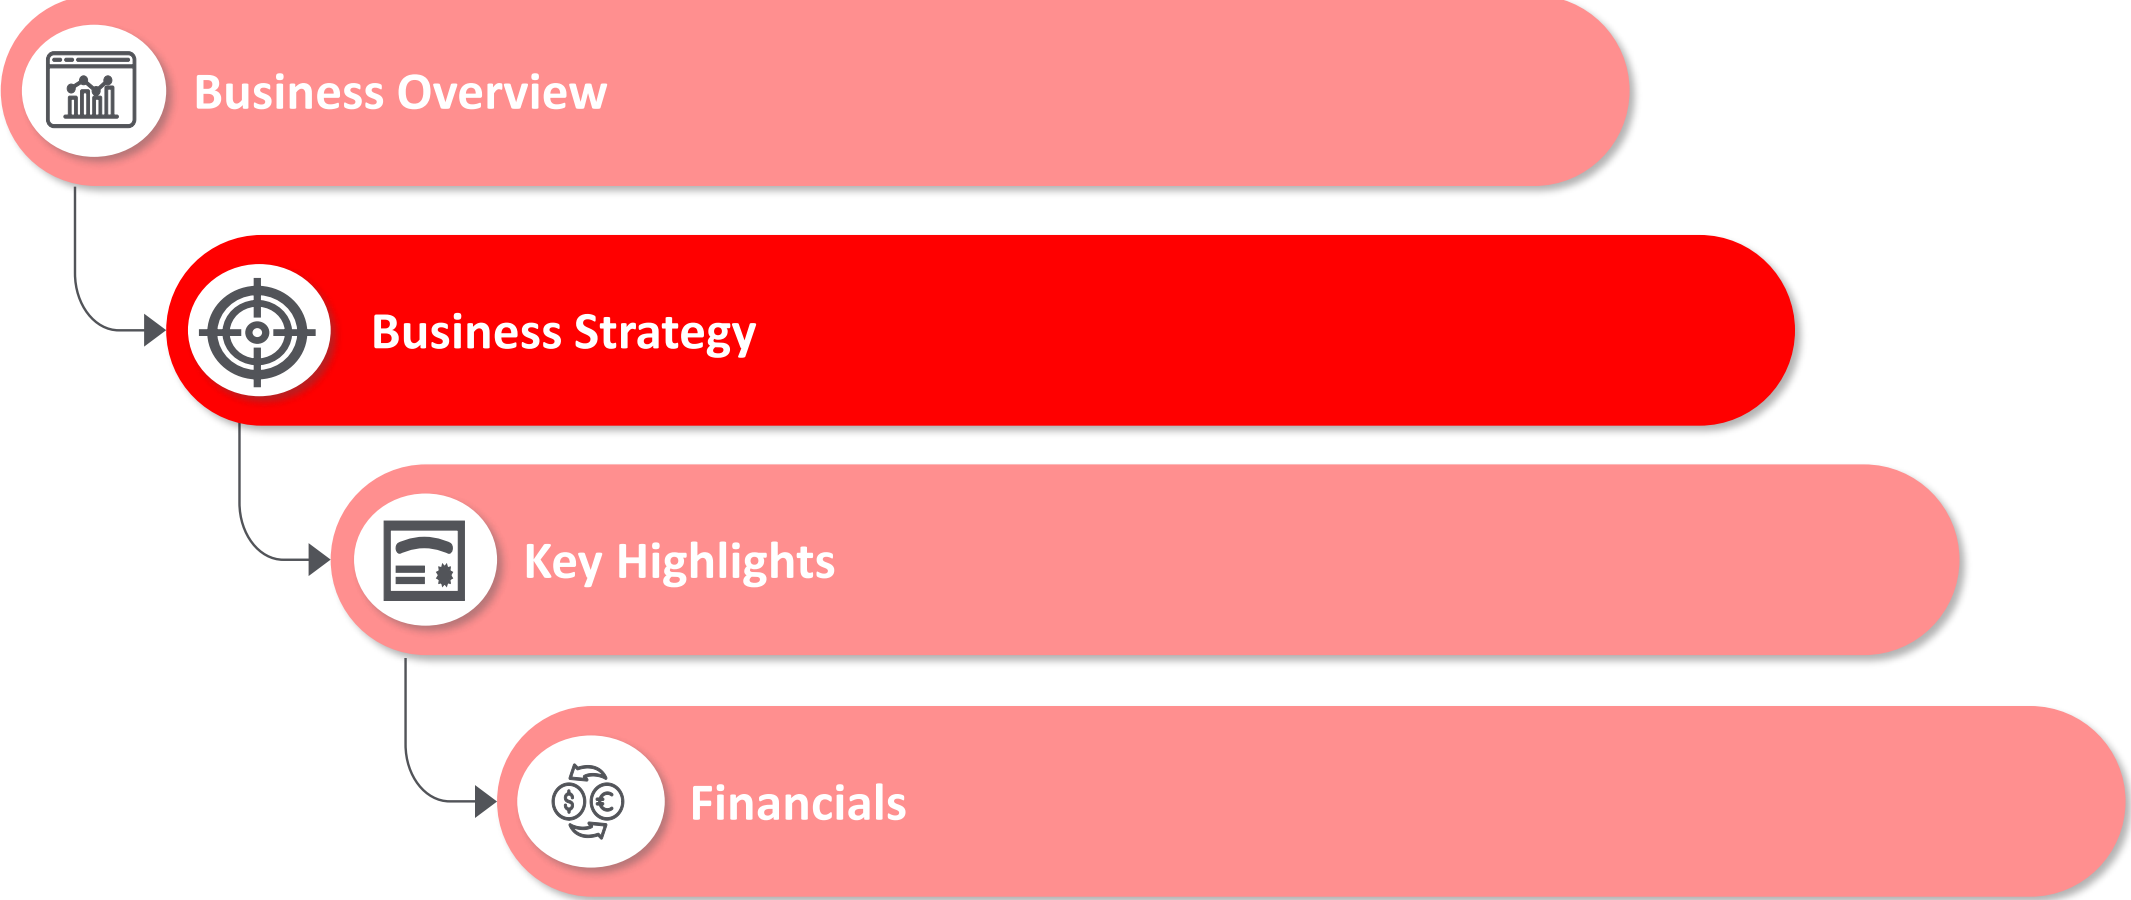 Business Overview
Business Strategy
Key Highlights
Financials